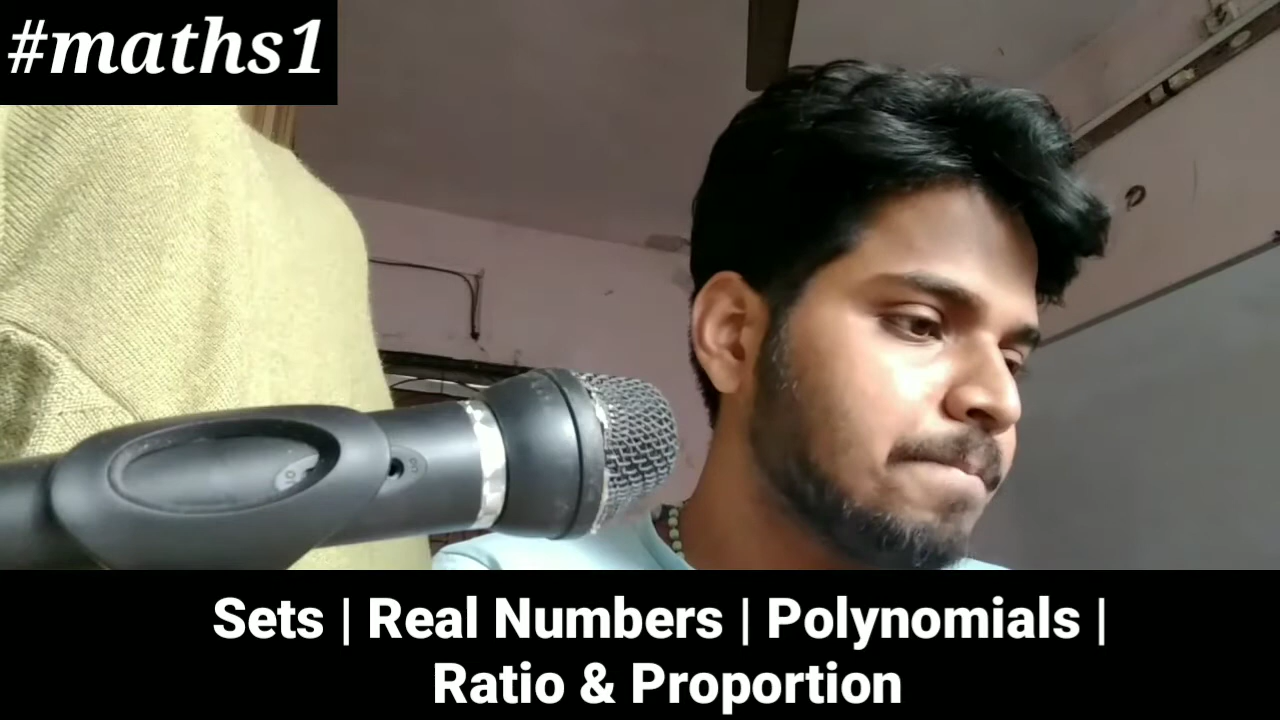 #maths1
Sets | Real Numbers | Polynomials |
Ratio & Proportion